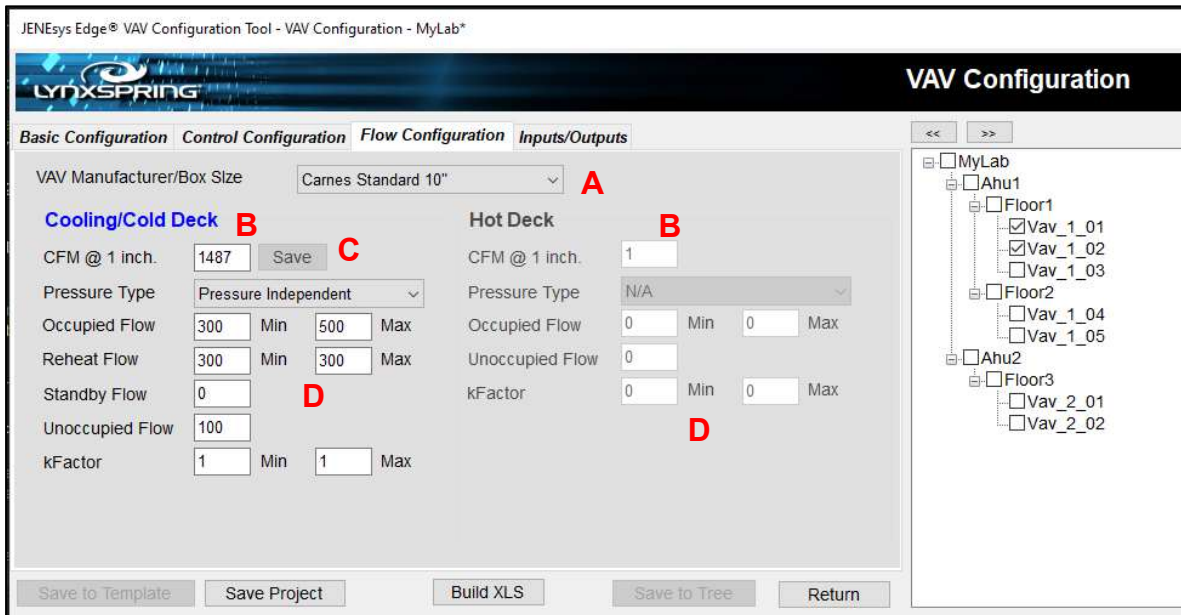 JENEsys Edge® VAV Configuration Tool - VAV Configuration - MyLab*
LYNXSPRING
VAV Configuration
Basic Configuration Control Configuration Flow Configuration Inputs/Outputs
<< >>
VAV Manufacturer/Box SIze Carnes Standard 10" A
Cooling/Cold Deck B
CFM @ 1 inch. 1487 Save C
Pressure Type Pressure Independent
Occupied Flow 300 Min 500 Max
Reheat Flow 300 Min 300 Max
Standby Flow 0 D
Unoccupied Flow 100
kFactor 1 Min 1 Max
Hot Deck B
CFM @ 1 inch. 1
Pressure Type N/A
Occupied Flow 0 Min 0 Max
Unoccupied Flow 0
kFactor 0 Min 0 Max
D
MyLab
Ahu1
Floor1
Vav_1_01
Vav_1_02
Vav_1_03
Floor2
Vav_1_04
Vav_1_05
Ahu2
Floor3
Vav_2_01
Vav_2_02
Save to Template Save Project Build XLS Save to Tree Return